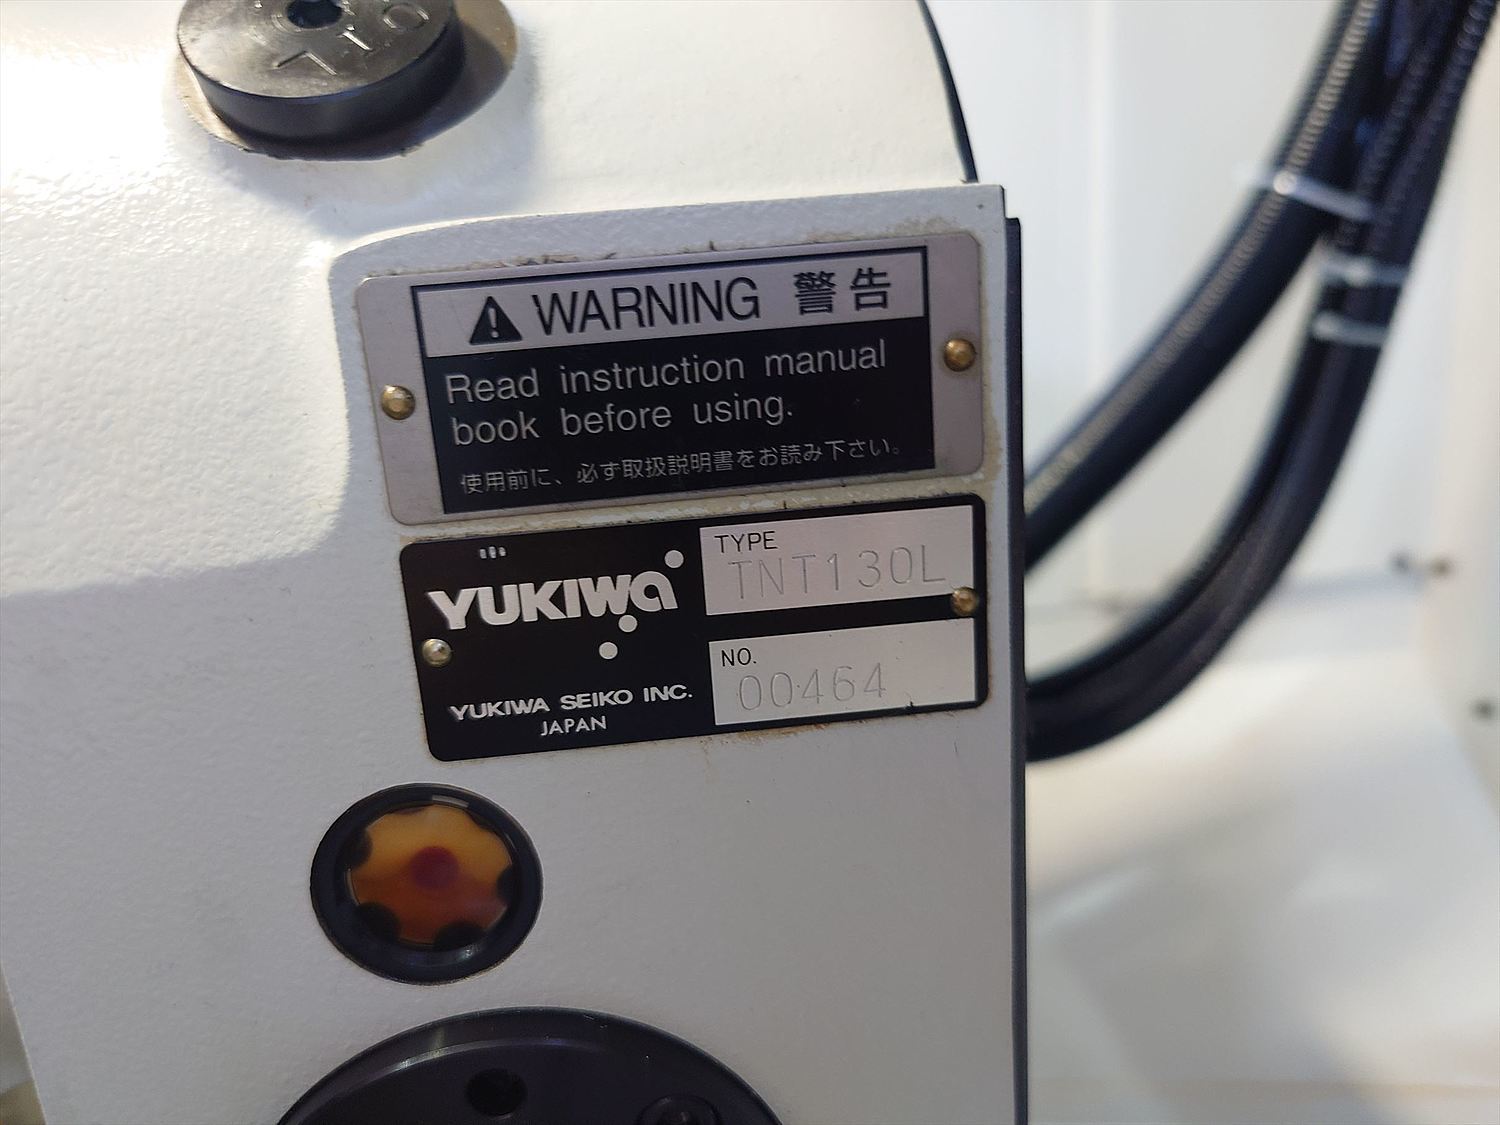 OIL
⚠ WARNING 警告
Read instruction manual
book before using.
使用前に、必ず取扱説明書をお読み下さい。
YUKIWA
YUKIWA SEIKO INC.
JAPAN
TYPE
TNT130L
NO.
00464